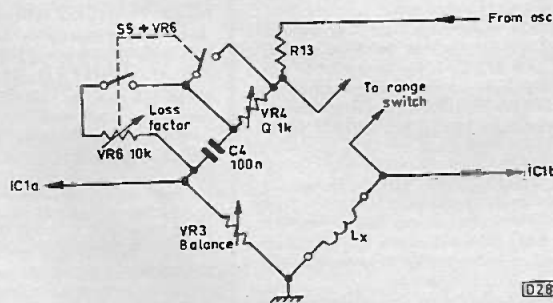 S5 + VR6
From osc
R13
To range
switch
Loss
factor
VR4
Q 1k
VR6 10k
C4
100n
IC1a
IC1b
VR3
Balance
Lx
D28